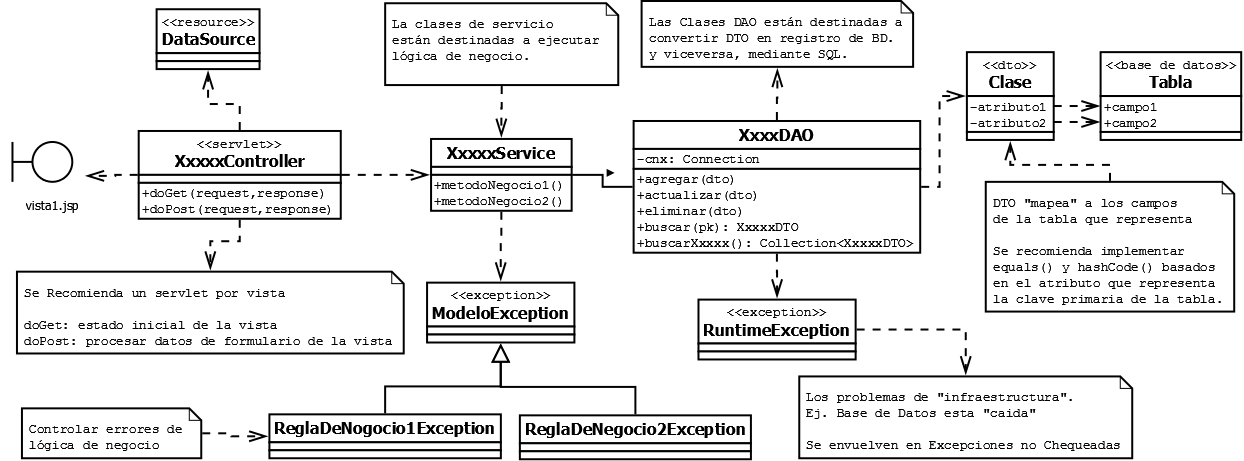 <<resource>>
DataSource
La clases de servicio
están destinadas a ejecutar
lógica de negocio.
Las Clases DAO están destinadas a
convertir DTO en registro de BD.
y viceversa, mediante SQL.
<<dto>>
Clase
-atributo1
-atributo2
<<base de datos>>
Tabla
+campo1
+campo2
vista1.jsp
<<servlet>>
XxxxxController
+doGet(request,response)
+doPost(request,response)
XxxxxService
+metodoNegocio1()
+metodoNegocio2()
XxxxDAO
-cnx: Connection
+agregar(dto)
+actualizar(dto)
+eliminar(dto)
+buscar(pk): XxxxxDTO
+buscarXxxxx(): Collection<XxxxxDTO>
DTO "mapea" a los campos
de la tabla que representa
Se recomienda implementar
equals() y hashCode() basados
en el atributo que representa
la clave primaria de la tabla.
Se Recomienda un servlet por vista
doGet: estado inicial de la vista
doPost: procesar datos de formulario de la vista
<<exception>>
ModeloException
<<exception>>
RuntimeException
Los problemas de "infraestructura".
Ej. Base de Datos esta "caida"
Se envuelven en Excepciones no Chequeadas
Controlar errores de
lógica de negocio
ReglaDeNogocio1Exception
ReglaDeNegocio2Exception